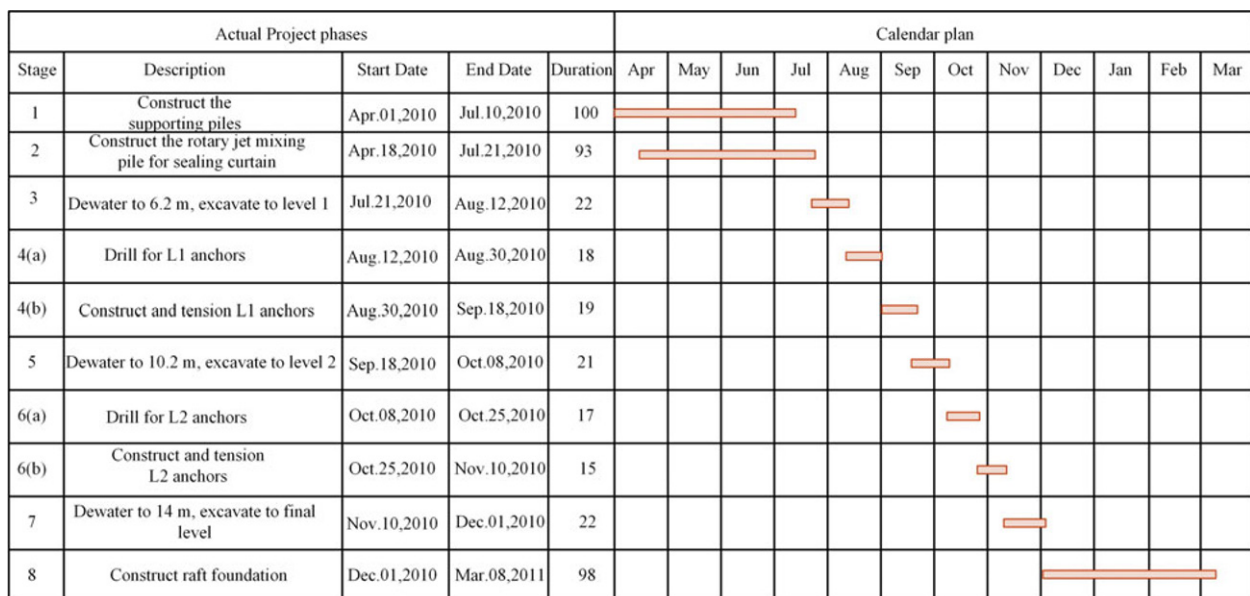 Actual Project phases Calendar plan
Stage Description Start Date End Date Duration Apr May Jun Jul Aug Sep Oct Nov Dec Jan Feb Mar
1 Construct the supporting piles Apr.01,2010 Jul.10,2010 100
2 Construct the rotary jet mixing pile for sealing curtain Apr.18,2010 Jul.21,2010 93
3 Dewater to 6.2 m, excavate to level 1 Jul.21,2010 Aug.12,2010 22
4(a) Drill for L1 anchors Aug.12,2010 Aug.30,2010 18
4(b) Construct and tension L1 anchors Aug.30,2010 Sep.18,2010 19
5 Dewater to 10.2 m, excavate to level 2 Sep.18,2010 Oct.08,2010 21
6(a) Drill for L2 anchors Oct.08,2010 Oct.25,2010 17
6(b) Construct and tension L2 anchors Oct.25,2010 Nov.10,2010 15
7 Dewater to 14 m, excavate to final level Nov.10,2010 Dec.01,2010 22
8 Construct raft foundation Dec.01,2010 Mar.08,2011 98